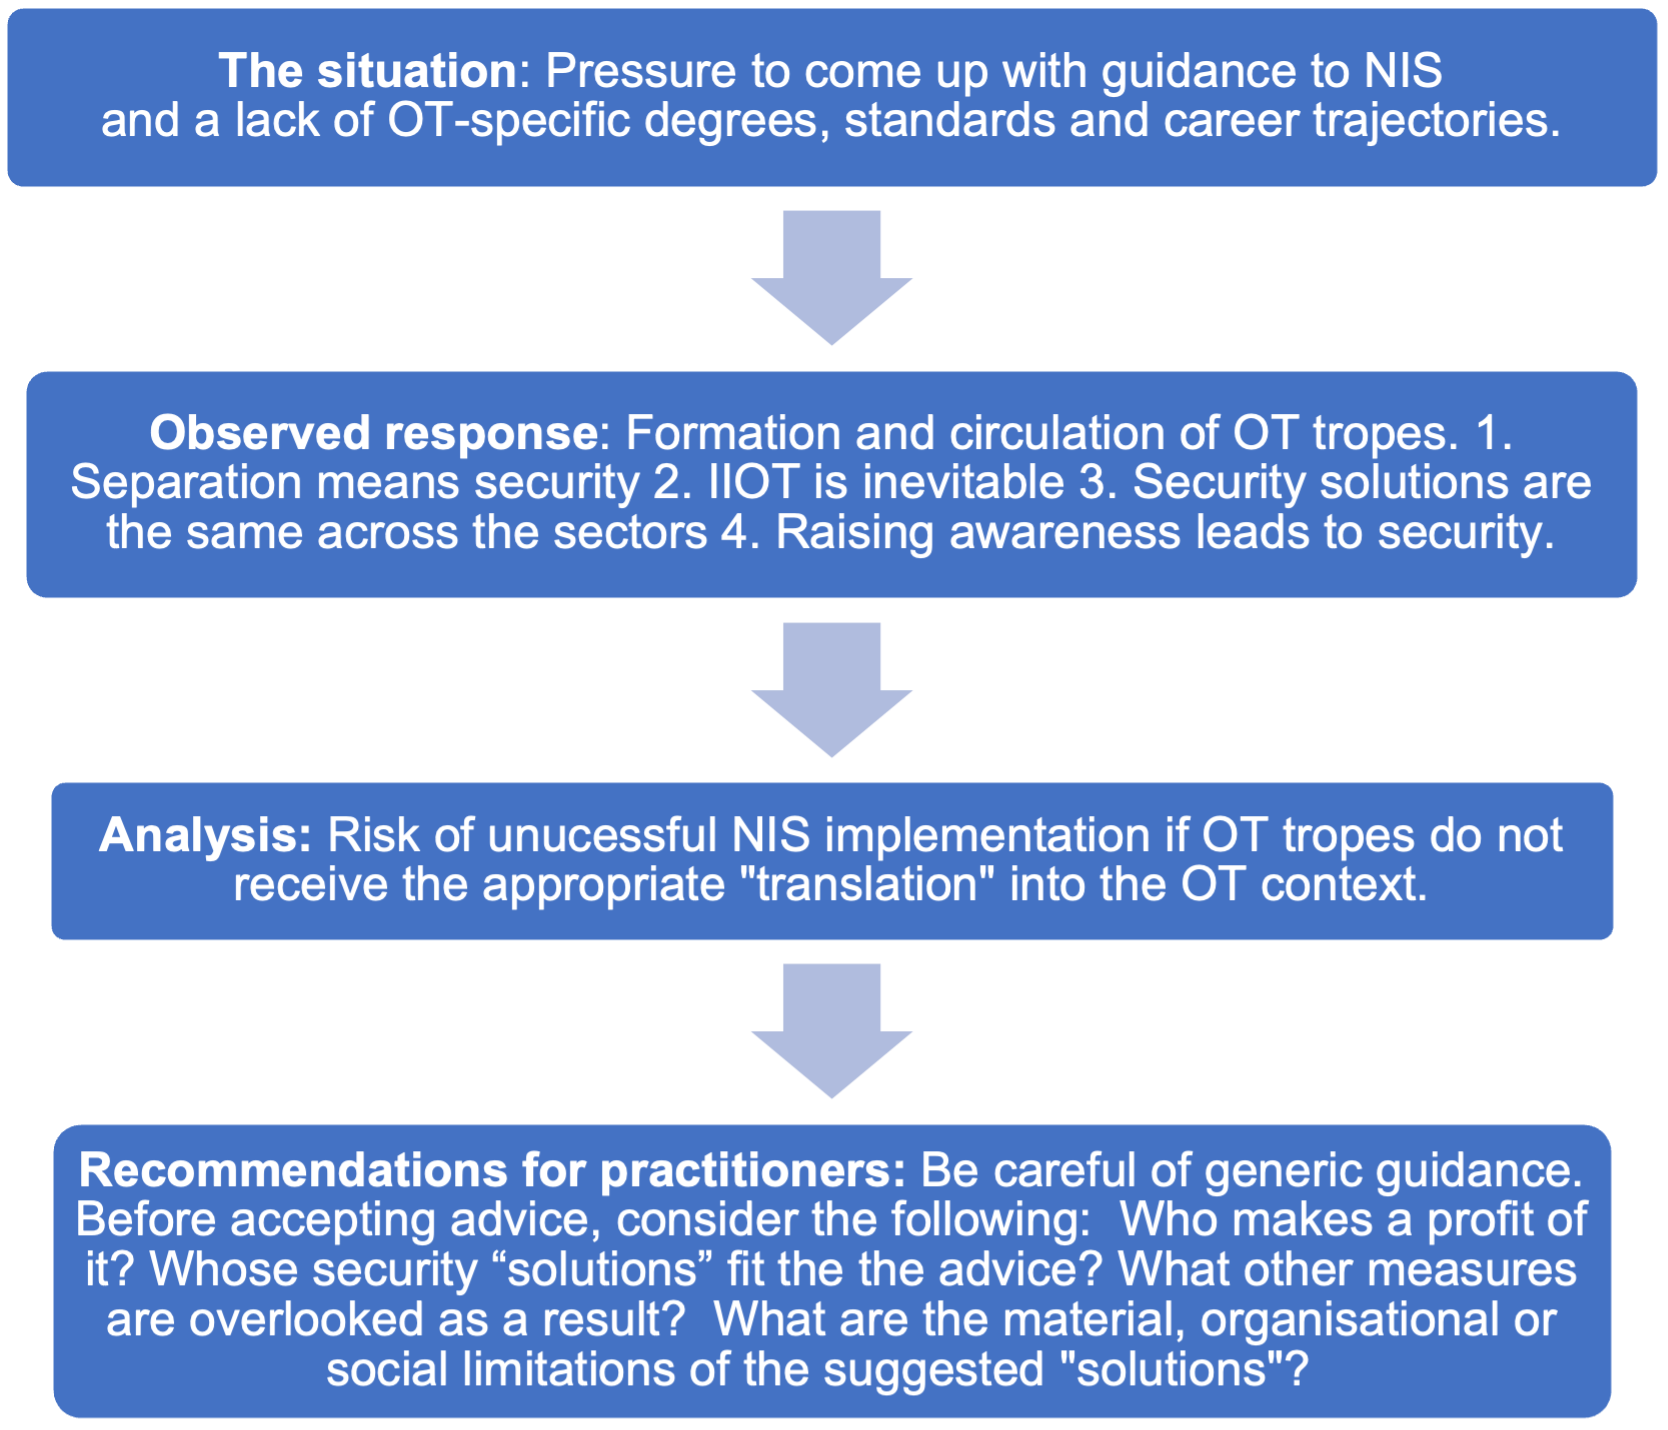 The situation: Pressure to come up with guidance to NIS
and a lack of OT-specific degrees, standards and career trajectories.
Observed response: Formation and circulation of OT tropes. 1.
Separation means security 2. IIOT is inevitable 3. Security solutions are
the same across the sectors 4. Raising awareness leads to security.
Analysis: Risk of unucessful NIS implementation if OT tropes do not
receive the appropriate "translation" into the OT context.
Recommendations for practitioners: Be careful of generic guidance.
Before accepting advice, consider the following:  Who makes a profit of
it? Whose security “solutions” fit the the advice? What other measures
are overlooked as a result?  What are the material, organisational or
social limitations of the suggested "solutions"?